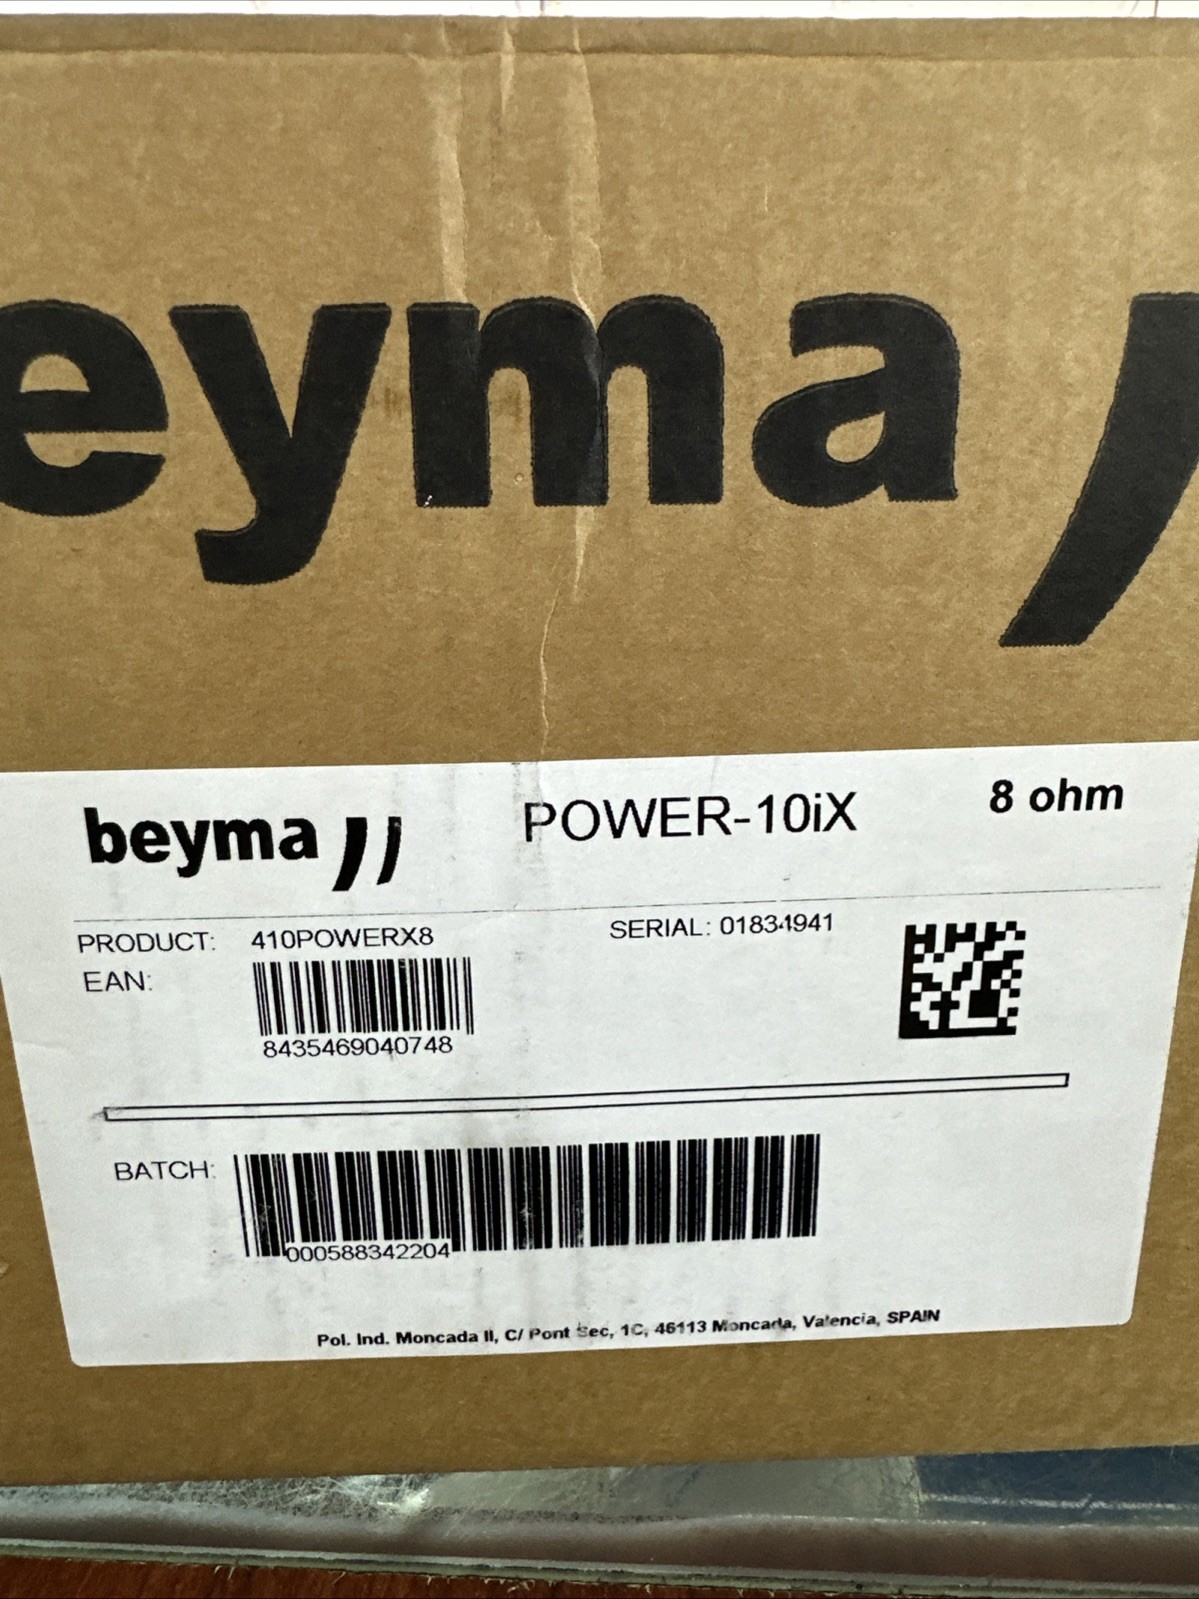 eyma
beyma
POWER-10iX
8 ohm
PRODUCT: 410POWERX8
SERIAL: 01834941
EAN:
8435469040748
BATCH:
000588342204
Pol. Ind. Moncada II, C/ Pont Sec, 1C, 46113 Moncada, Valencia, SPAIN